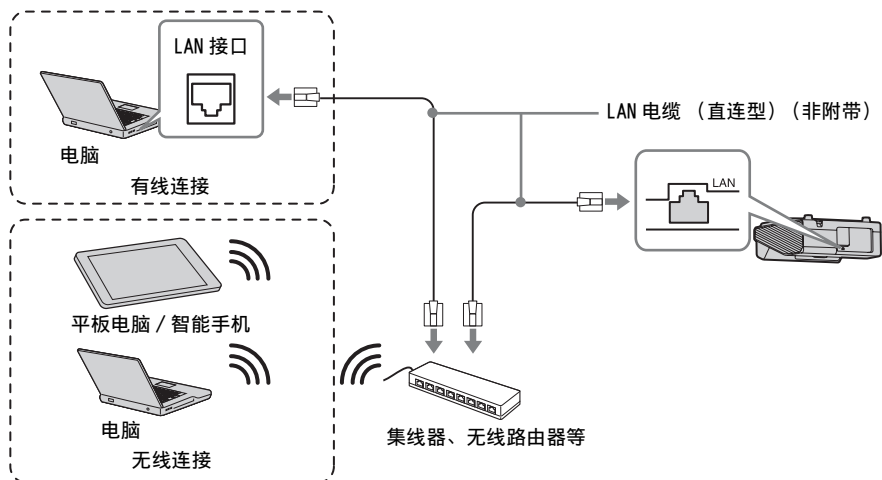 LAN 接口
电脑
有线连接
LAN 电缆 （直连型）（非附带）
LAN
平板电脑 / 智能手机
电脑
无线连接
集线器、无线路由器等